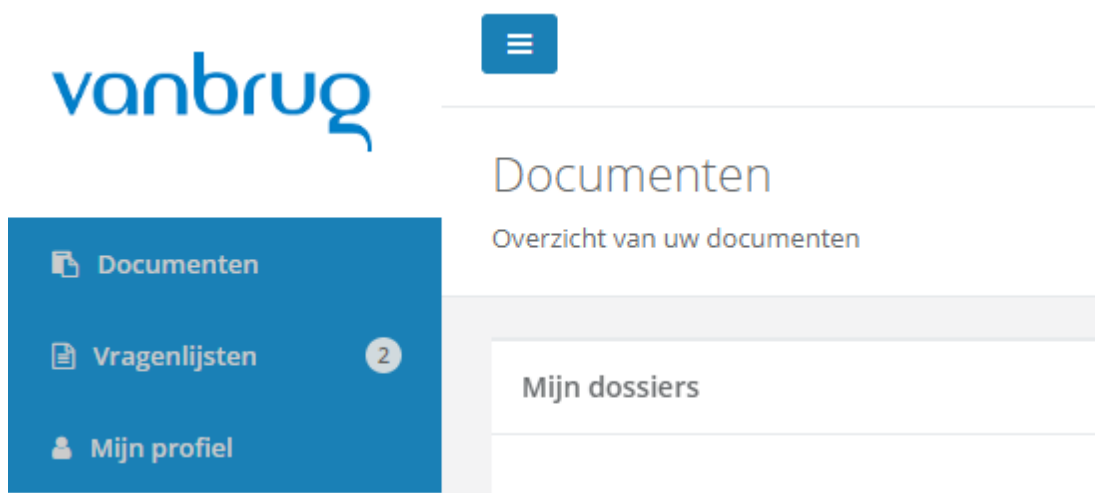 vanbrug
Documenten
Vragenlijsten 2
Mijn profiel
Documenten
Overzicht van uw documenten
Mijn dossiers